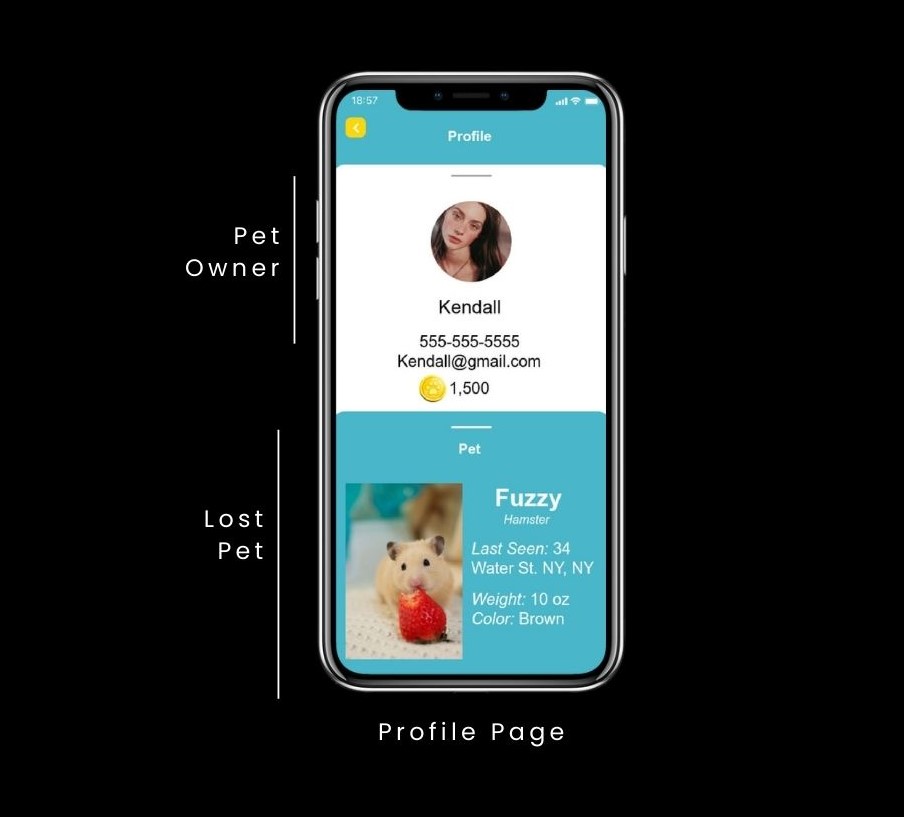 18:57
Profile
Pet
Owner
Kendall
555-555-5555
Kendall@gmail.com
1,500
Pet
Lost
Pet
Fuzzy
Hamster
Last Seen: 34
Water St. NY, NY
Weight: 10 oz
Color: Brown
Profile Page